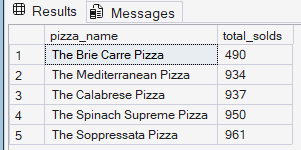 Results Messages
pizza_name total_solds
1 The Brie Carre Pizza 490
2 The Mediterranean Pizza 934
3 The Calabrese Pizza 937
4 The Spinach Supreme Pizza 950
5 The Soppressata Pizza 961